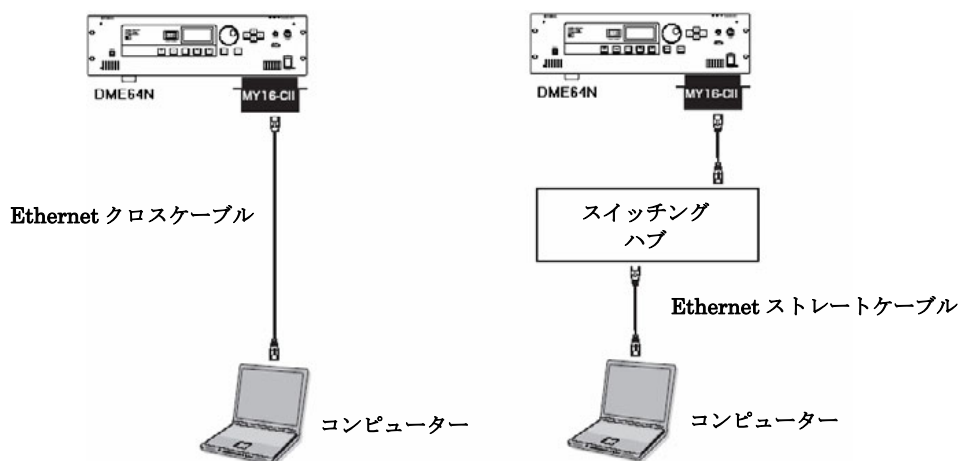 DME64N
MY16-CII
Ethernet クロスケーブル
コンピューター
DME64N
MY16-CII
スイッチング
ハブ
Ethernet ストレートケーブル
コンピューター